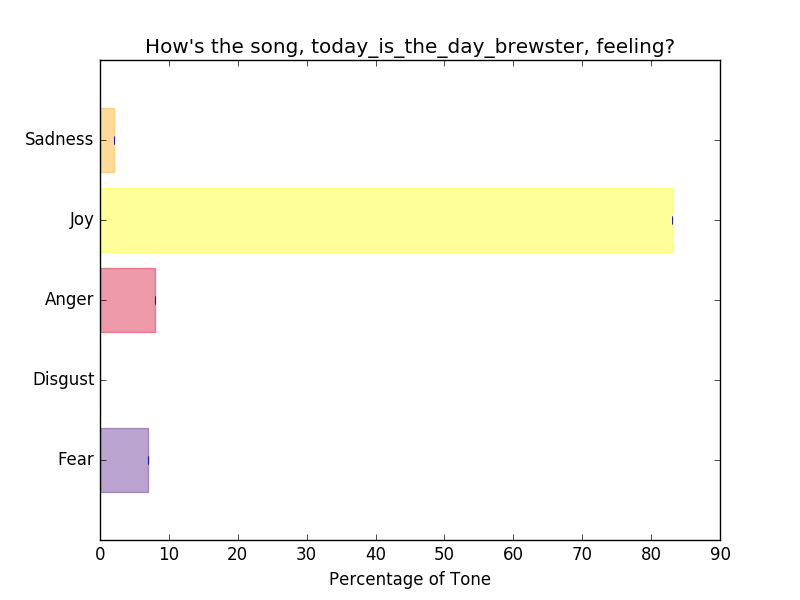 How's the song, today_is_the_day_brewster, feeling?
Sadness
Joy
Anger
Disgust
Fear
0 10 20 30 40 50 60 70 80 90
Percentage of Tone